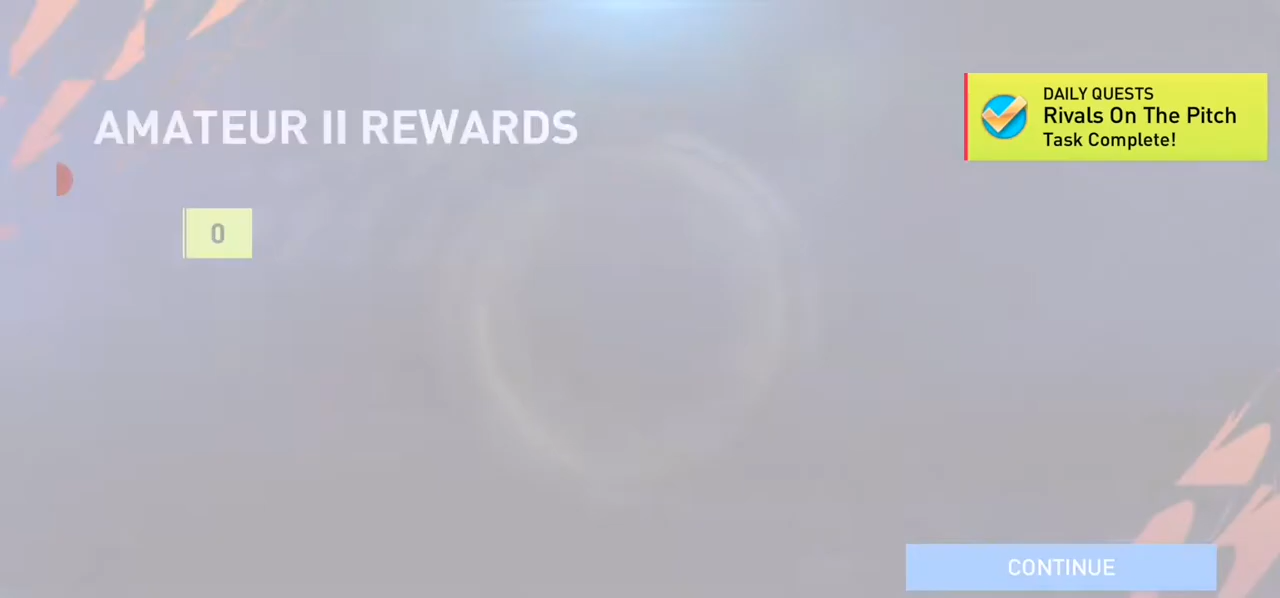 AMATEUR II REWARDS
DAILY QUESTS
Rivals On The Pitch
Task Complete!
0
CONTINUE